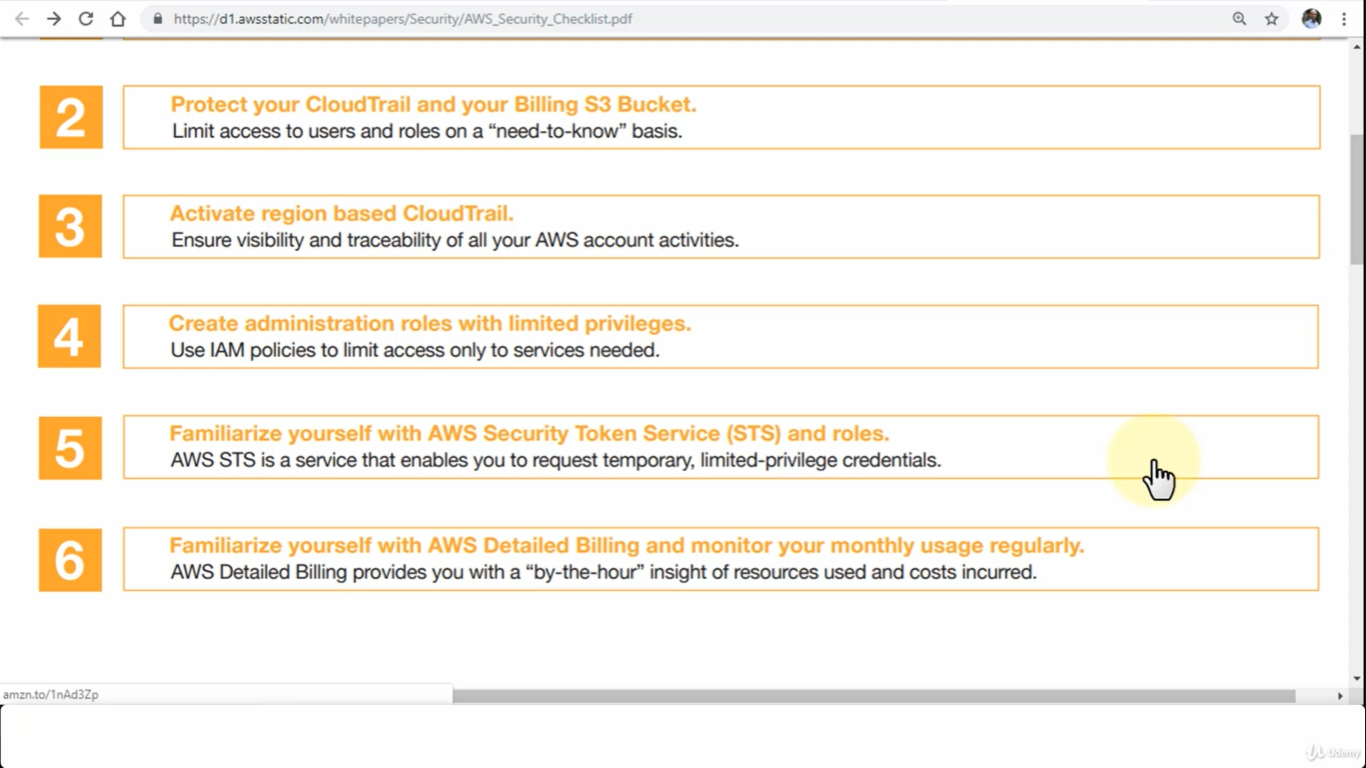 https://d1.awsstatic.com/whitepapers/Security/AWS_Security_Checklist.pdf
2
Protect your CloudTrail and your Billing S3 Bucket.
Limit access to users and roles on a “need-to-know” basis.
3
Activate region based CloudTrail.
Ensure visibility and traceability of all your AWS account activities.
4
Create administration roles with limited privileges.
Use IAM policies to limit access only to services needed.
5
Familiarize yourself with AWS Security Token Service (STS) and roles.
AWS STS is a service that enables you to request temporary, limited-privilege credentials.
6
Familiarize yourself with AWS Detailed Billing and monitor your monthly usage regularly.
AWS Detailed Billing provides you with a “by-the-hour” insight of resources used and costs incurred.
amzn.to/1nAd3Zp
Udemy